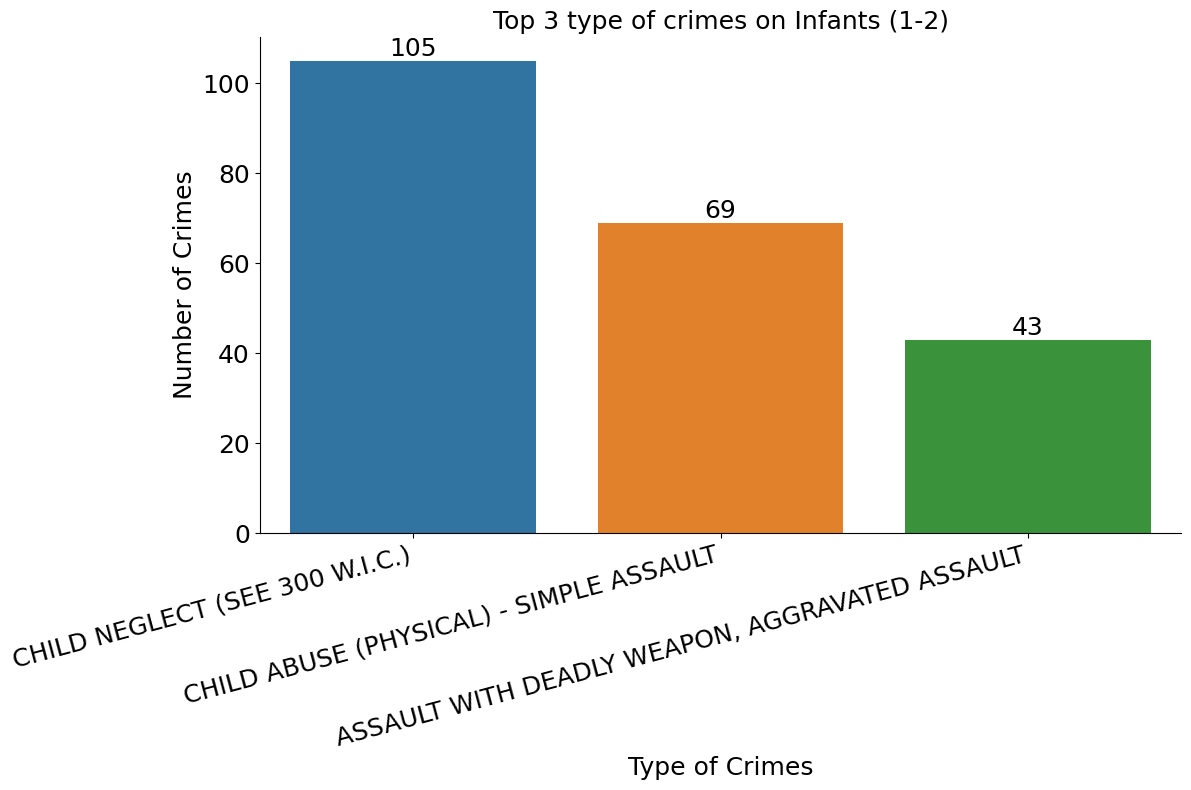 Top 3 type of crimes on Infants (1-2)
Number of Crimes
100
80
60
40
20
0
105
69
43
CHILD NEGLECT (SEE 300 W.I.C.)
CHILD ABUSE (PHYSICAL) - SIMPLE ASSAULT
ASSAULT WITH DEADLY WEAPON, AGGRAVATED ASSAULT
Type of Crimes